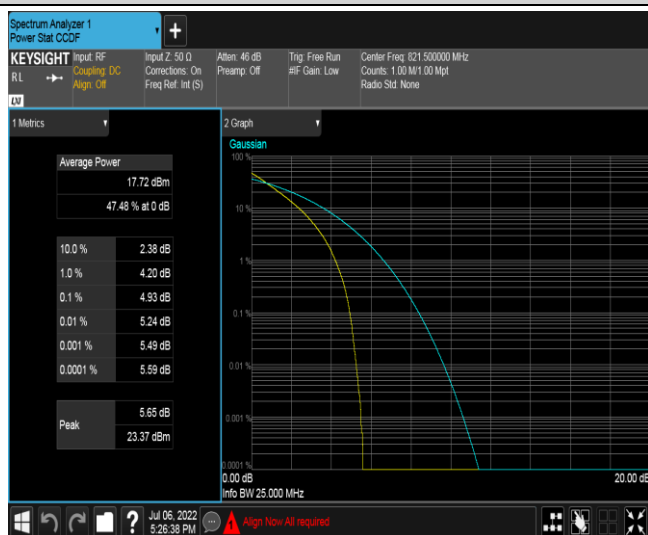 Spectrum Analyzer 1
Power Stat CCDF
+
KEYSIGHT
RL
LXI
Input: RF
Coupling: DC
Align: Off
Input Z: 50 Ω
Corrections: On
Freq Ref: Int (S)
Atten: 46 dB
Preamp: Off
Trig: Free Run
#IF Gain: Low
Center Freq: 821.500000 MHz
Counts: 1.00 M/1.00 Mpt
Radio Std: None
1 Metrics
Average Power
17.72 dBm
47.48 % at 0 dB
10.0 % 2.38 dB
1.0 % 4.20 dB
0.1 % 4.93 dB
0.01 % 5.24 dB
0.001 % 5.49 dB
0.0001 % 5.59 dB
Peak
5.65 dB
23.37 dBm
2 Graph
Gaussian
100 %
10 %
1 %
0.1 %
0.01 %
0.001 %
0.0001 %
0.00 dB
20.00 dB
Info BW 25.000 MHz
?
Jul 06, 2022
5:26:38 PM
Align Now All required